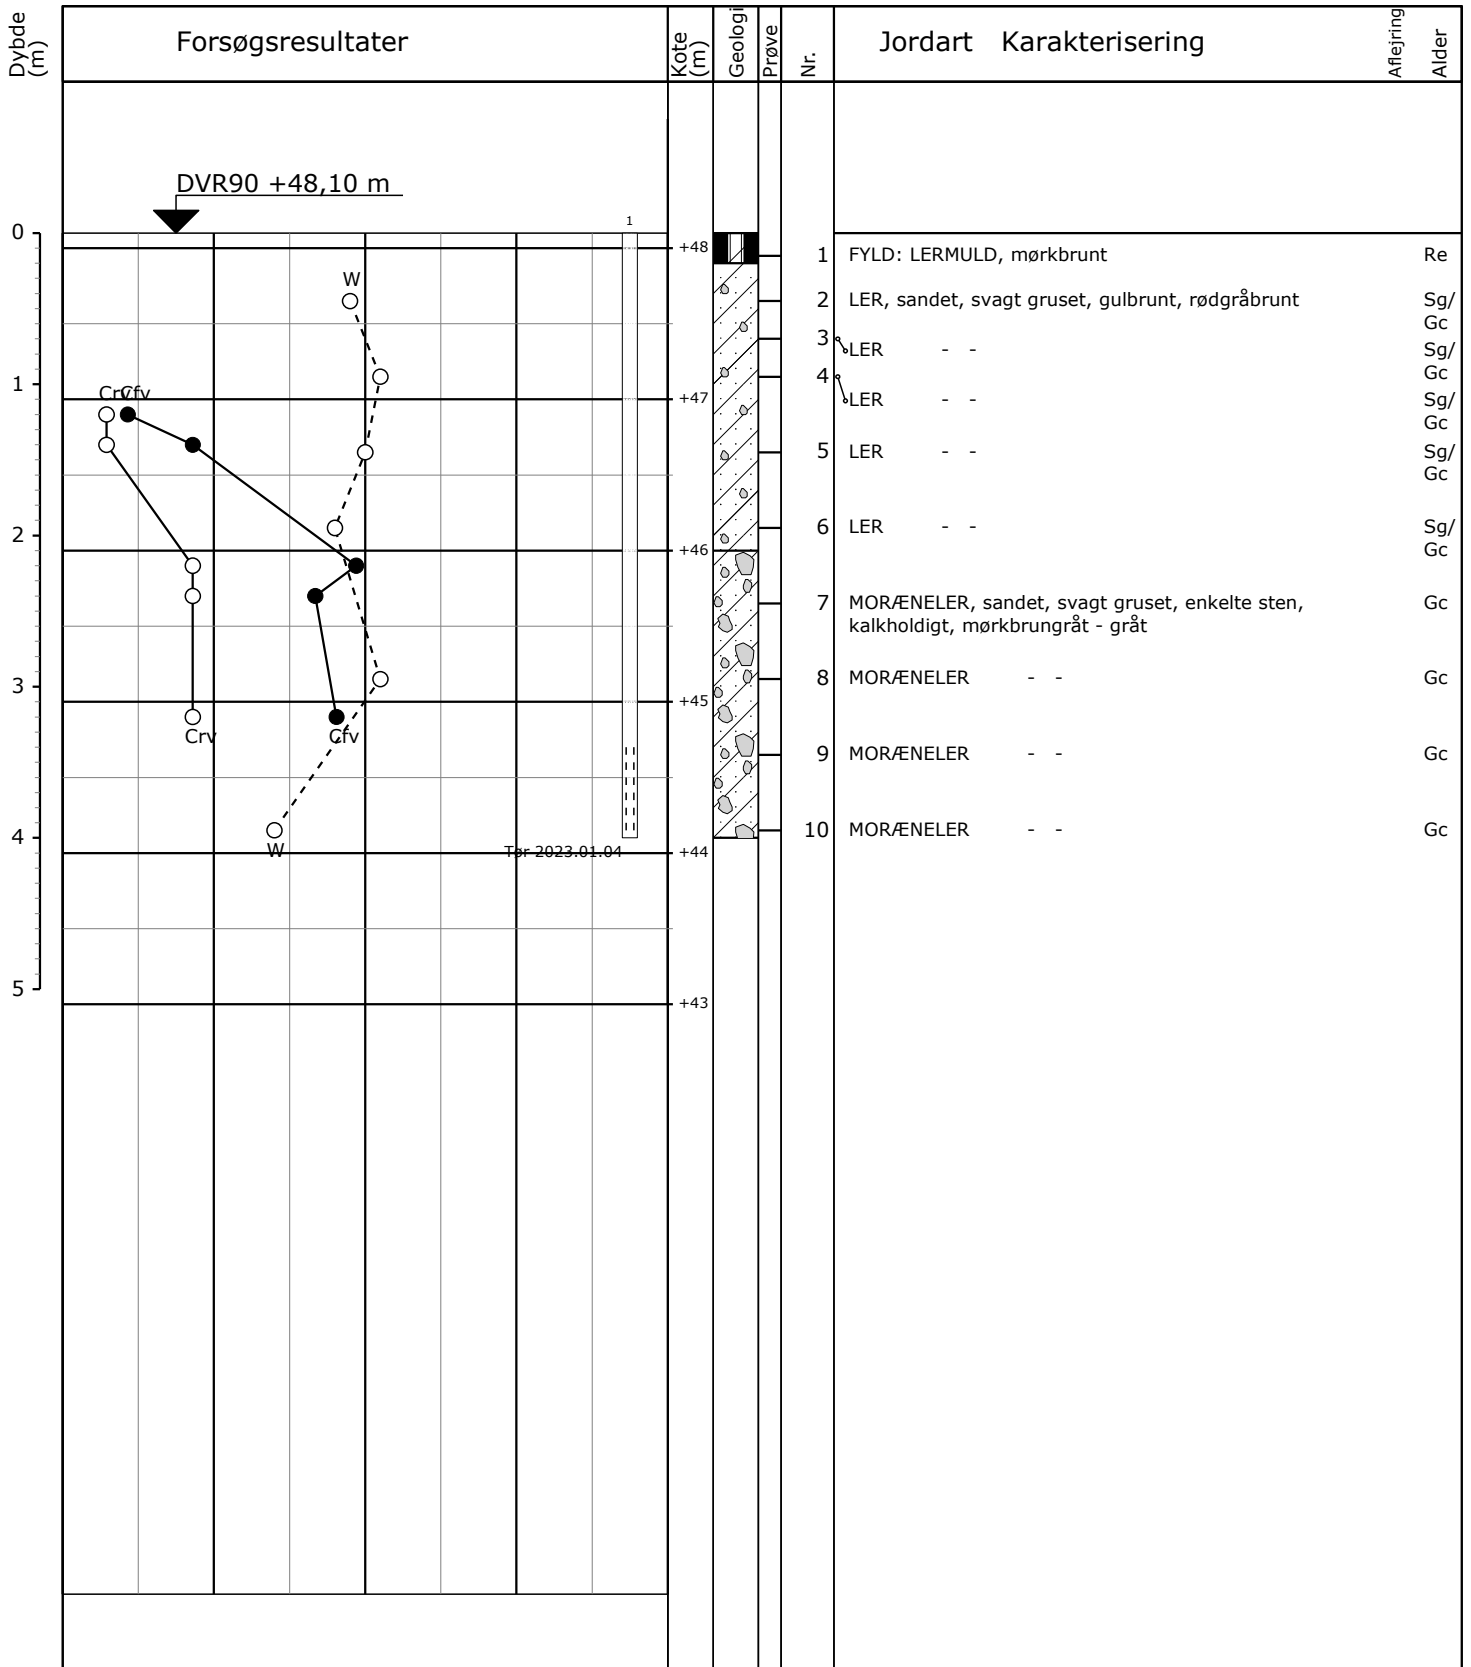 Dybde (m)
Forsøgsresultater
Kote (m)
Geologi
Prøve
Nr.
Jordart Karakterisering
Aflejring
Alder
DVR90 +48,10 m
1
0
+48
1 FYLD: LERMULD, mørkbrunt Re
W
2 LER, sandet, svagt gruset, gulbrunt, rødgråbrunt Sg/
Gc
3 LER - - Sg/
Gc
1
Crv Cfv
+47
4 LER - - Sg/
Gc
5 LER - - Sg/
Gc
2
+46
6 LER - - Sg/
Gc
7 MORÆNELER, sandet, svagt gruset, enkelte sten, Gc
kalkholdigt, mørkbrungråt - gråt
3
+45
8 MORÆNELER - - Gc
Crv
Cfv
9 MORÆNELER - - Gc
4
W
Tør 2023.01.04
+44
10 MORÆNELER - - Gc
5
+43